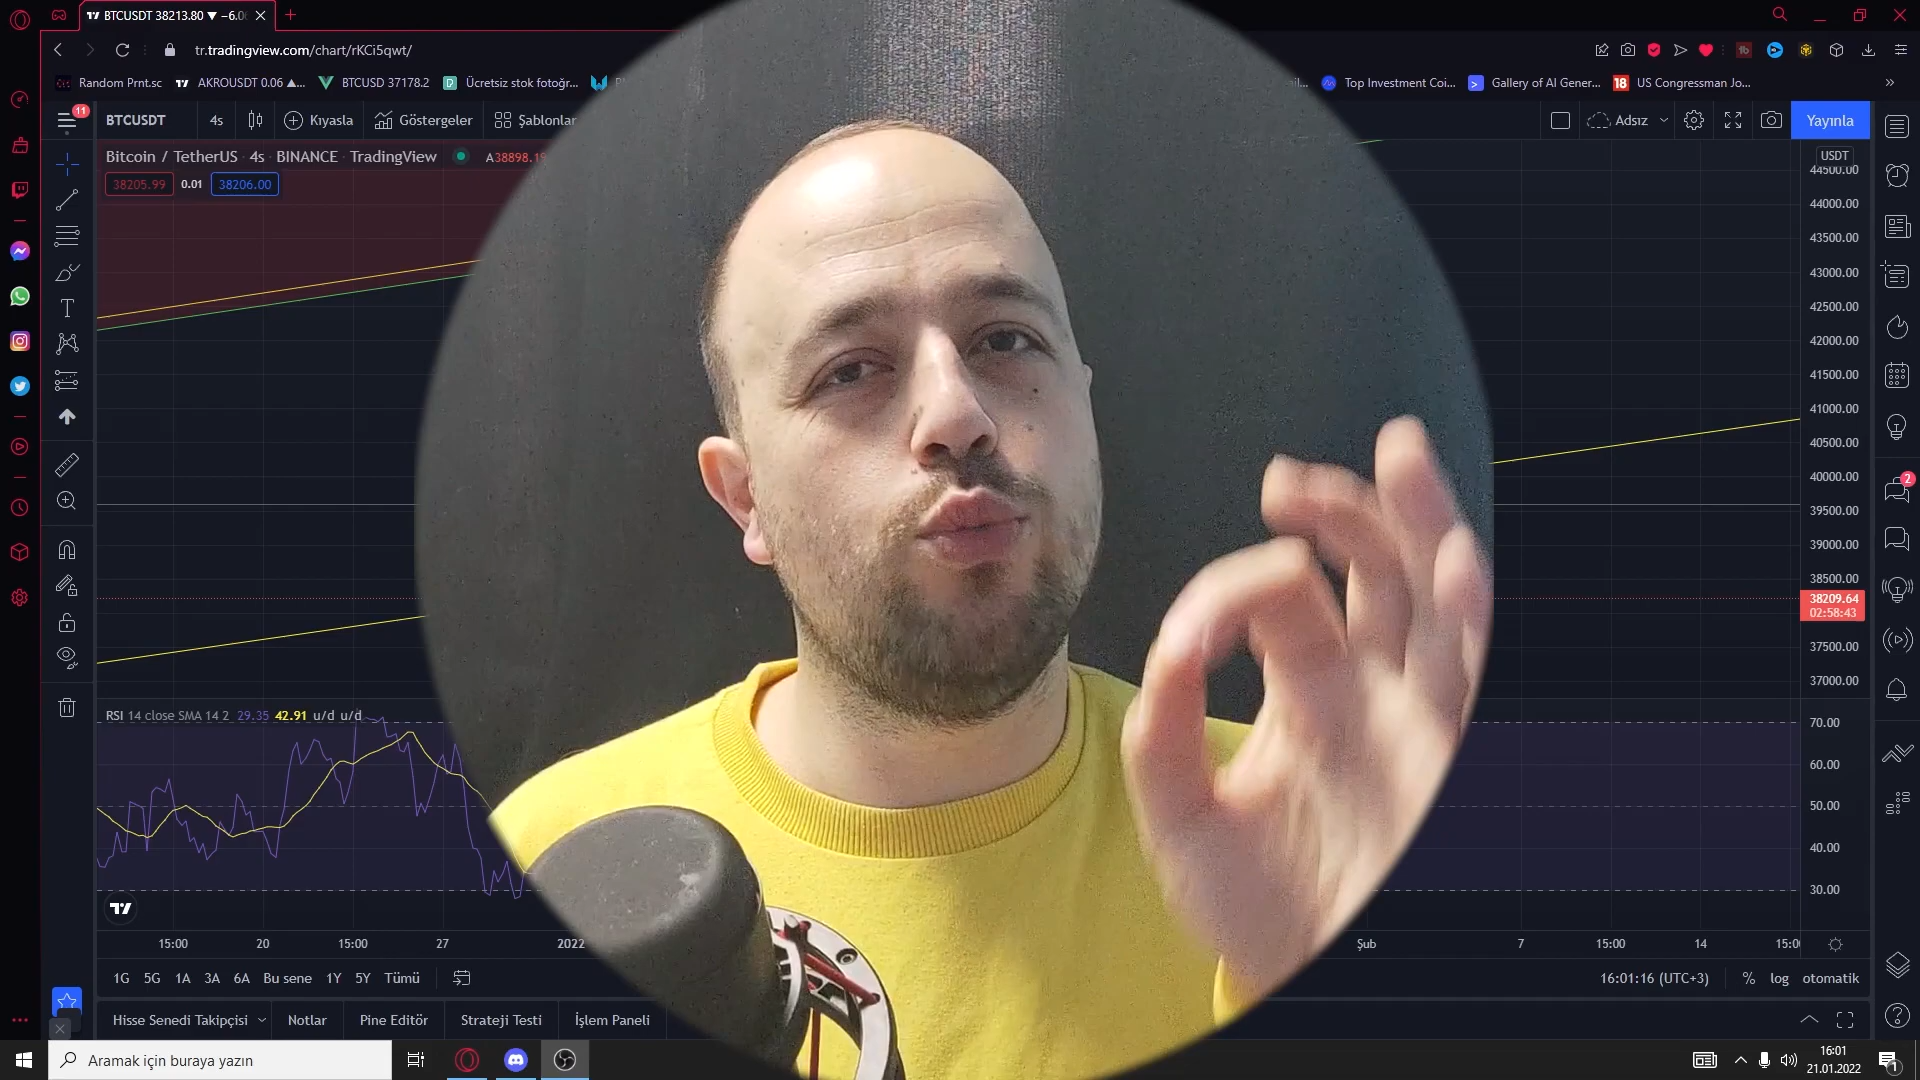 BTCUSDT 38213.80 ▼ −6.0
tr.tradingview.com/chart/rKCi5qwt/
Random Prnt.sc
AKROUSDT 0.06 ▲...
BTCUSD 37178.2
Ücretsiz stok fotoğr...
Top Investment Coi...
Gallery of AI Gener...
18
US Congressman Jo...
11
BTCUSDT
4s
Kıyasla
Göstergeler
Şablonlar
Adsız
Yayınla
Bitcoin / TetherUS · 4s · BINANCE · TradingView
A38898.19
38205.99
0.01
38206.00
USDT
44500.00
44000.00
43500.00
43000.00
42500.00
42000.00
41500.00
41000.00
40500.00
40000.00
39500.00
39000.00
38500.00
38209.64
02:58:43
37500.00
37000.00
2
RSI 14 close SMA 14 2 29.35 42.91 u/d u/d
70.00
60.00
50.00
40.00
30.00
15:00
20
15:00
27
2022
Şub
7
15:00
14
15:00
1G
5G
1A
3A
6A
Bu sene
1Y
5Y
Tümü
16:01:16 (UTC+3)
%
log
otomatik
Hisse Senedi Takipçisi
Notlar
Pine Editör
Strateji Testi
İşlem Paneli
Aramak için buraya yazın
16:01
21.01.2022
1